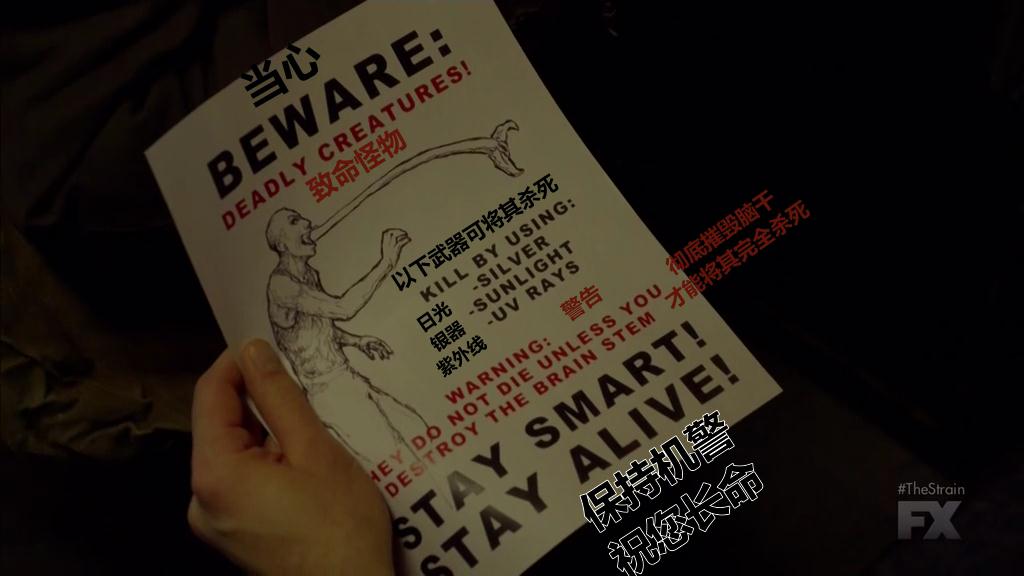 当心
BEWARE:
DEADLY CREATURES!
致命怪物
以下武器可将其杀死
KILL BY USING:
-SILVER
-SUNLIGHT
-UV RAYS
日光
银器
紫外线
警告
WARNING:
THEY DO NOT DIE UNLESS YOU
DESTROY THE BRAIN STEM
彻底摧毁脑干
才能将其完全杀死
STAY SMART!
STAY ALIVE!
保持机警
祝您长命
#TheStrain
FX